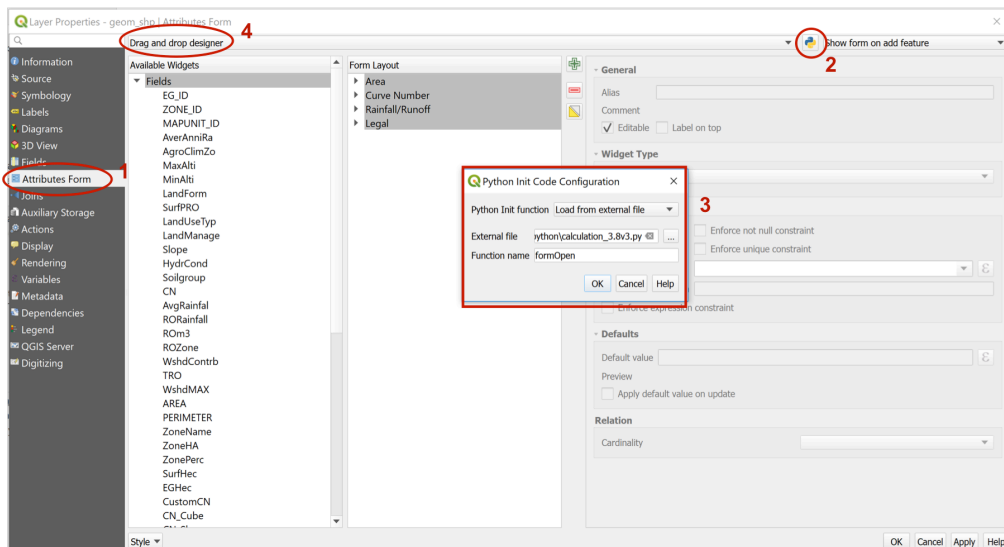 Layer Properties - geom_shp | Attributes Form
4
Drag and drop designer
Show form on add feature
2
Information
Source
Symbology
Labels
Diagrams
3D View
Fields
Attributes Form
1
Joins
Auxiliary Storage
Actions
Display
Rendering
Variables
Metadata
Dependencies
Legend
QGIS Server
Digitizing
Available Widgets
Fields
EG_ID
ZONE_ID
MAPUNIT_ID
AverAnniRa
AgroClimZo
MaxAlti
MinAlti
LandForm
SurfPRO
LandUseTyp
LandManage
Slope
HydrCond
Soilgroup
CN
AvgRainfal
RORainfall
ROm3
ROZone
WshdContrb
TRO
WshdMAX
AREA
PERIMETER
ZoneName
ZoneHA
ZonePerc
SurfHec
EGHec
CustomCN
CN_Cube
Form Layout
Area
Curve Number
Rainfall/Runoff
Legal
General
Alias
Comment
Editable Label on top
Widget Type
Python Init Code Configuration
3
Python Init function Load from external file
External file ython\calculation_3.8v3.py ...
Function name formOpen
OK Cancel Help
Enforce not null constraint
Enforce unique constraint
Enforce expression constraint
Defaults
Default value
Preview
Apply default value on update
Relation
Cardinality
Style
OK Cancel Apply Help